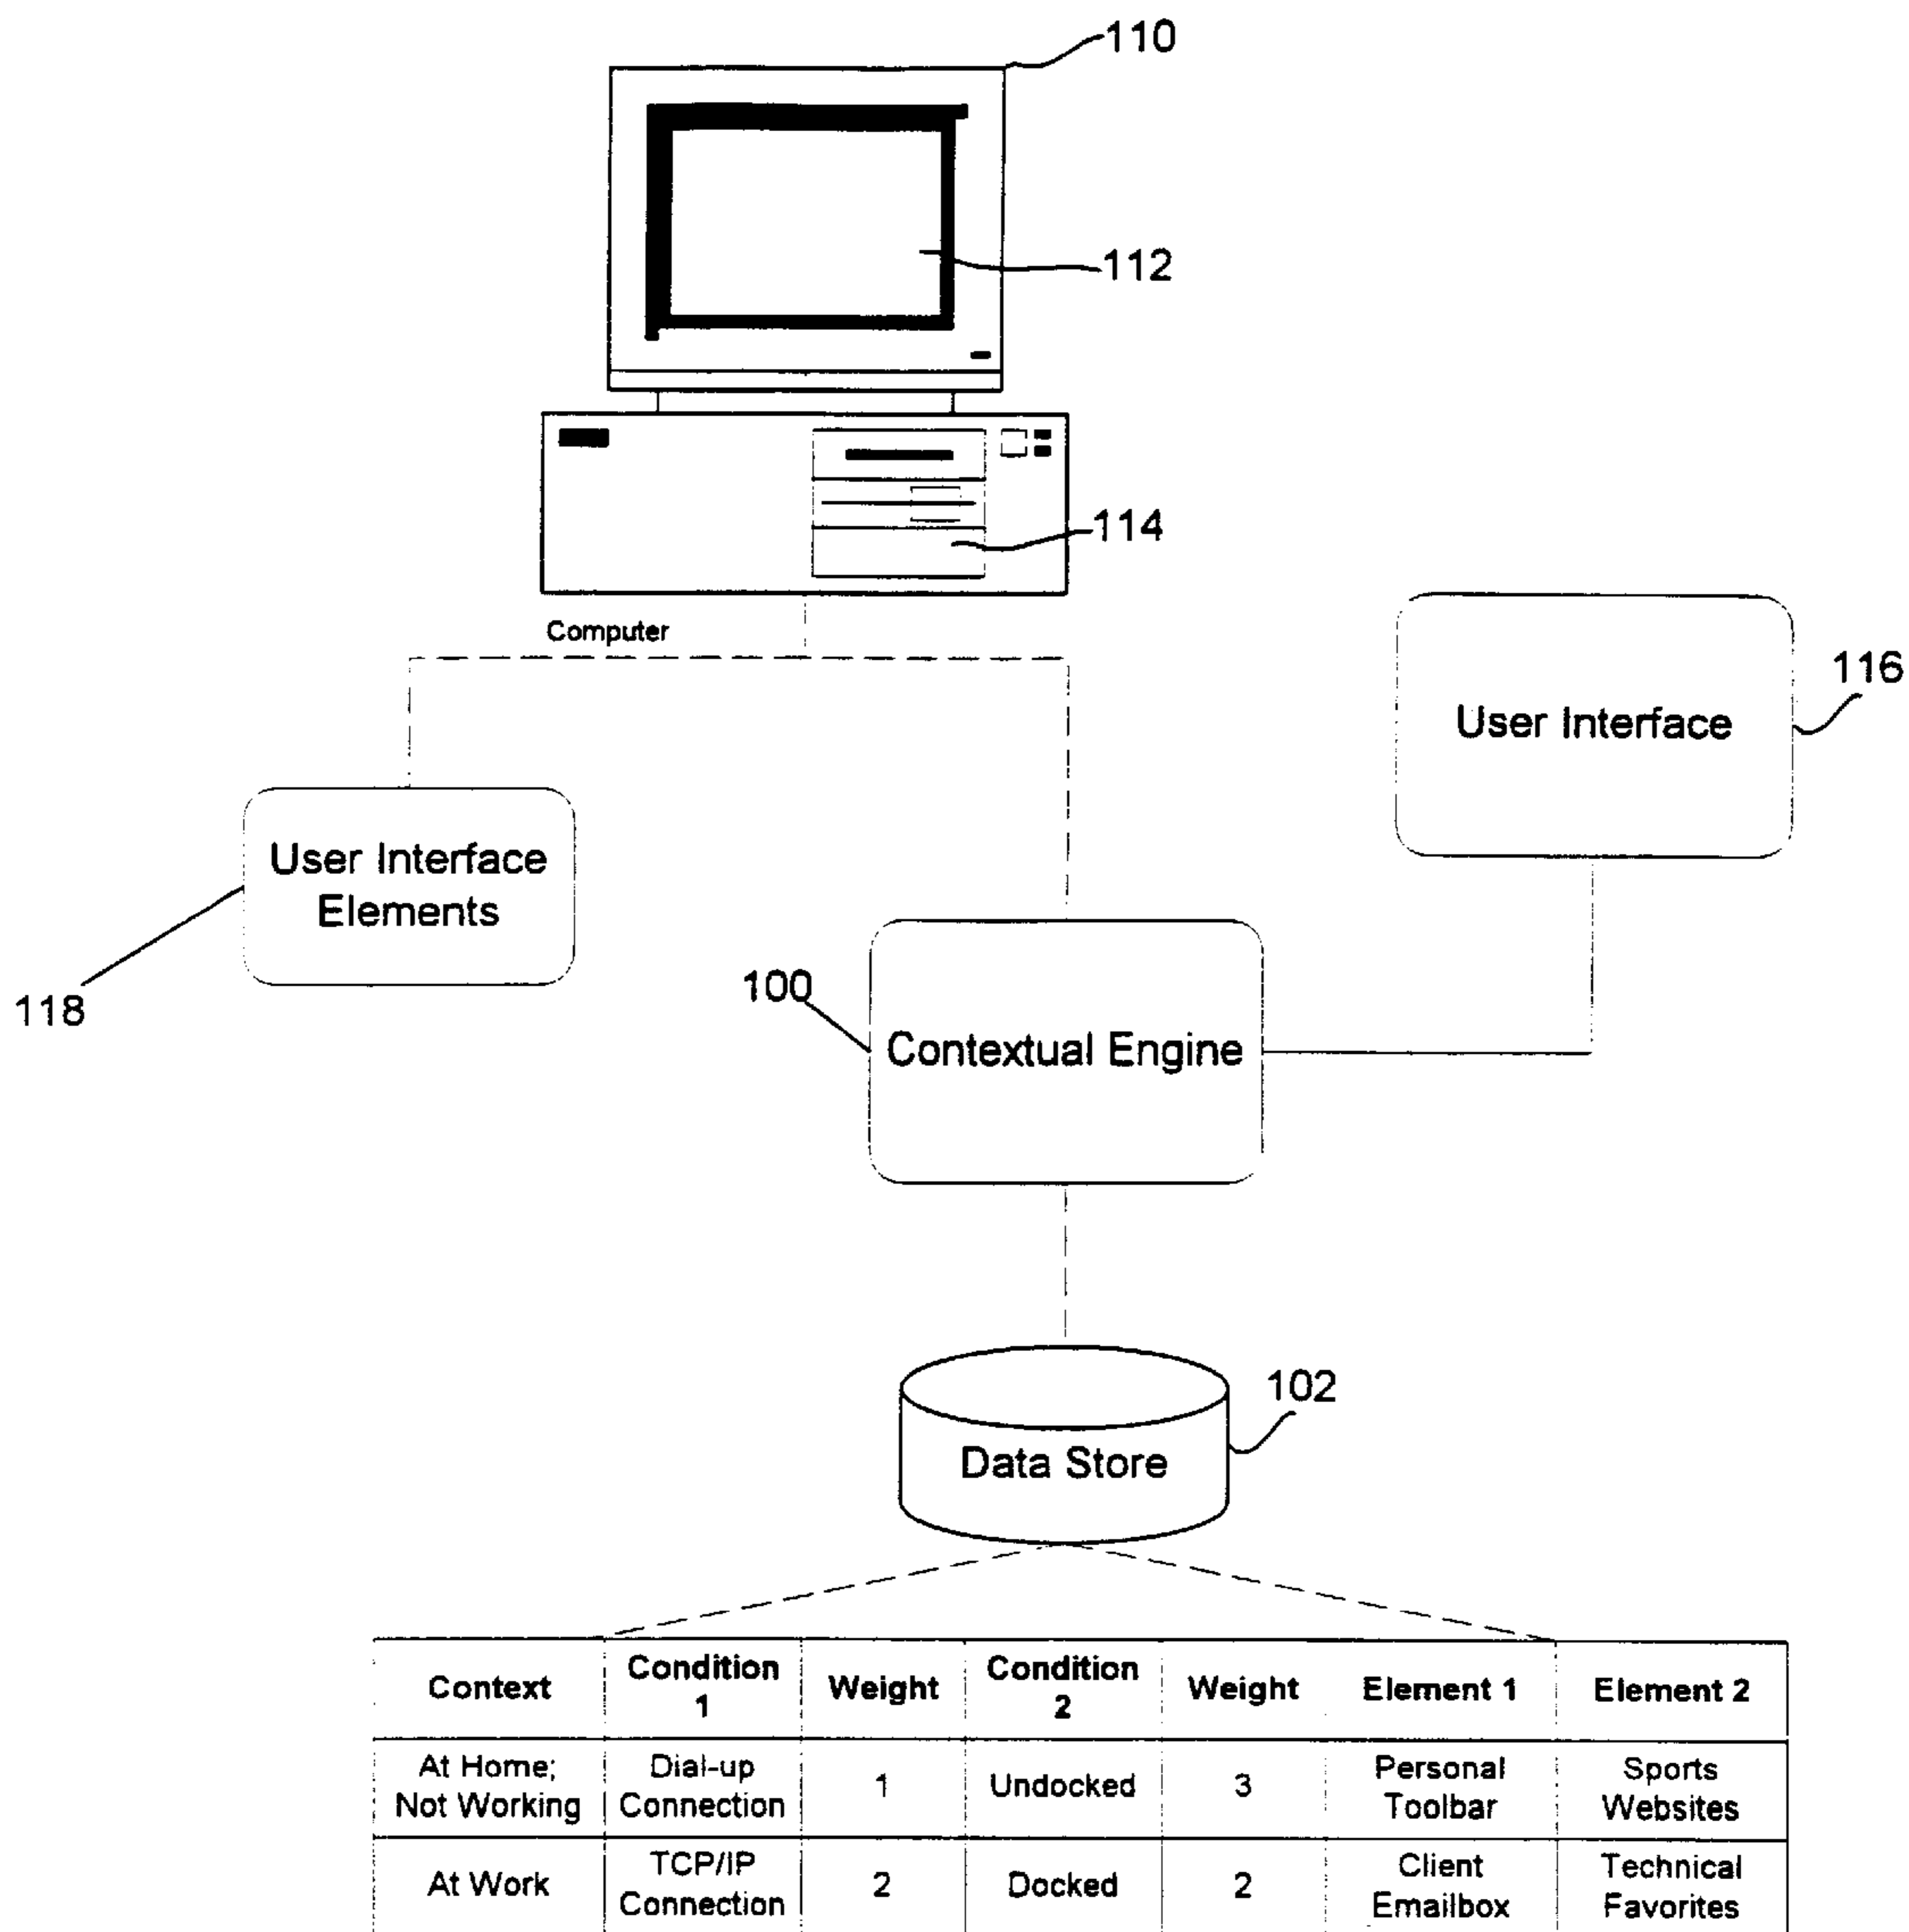 110
112
114
Computer
116
User Interface
User Interface
Elements
118
100
Contextual Engine
102
Data Store
Context
Condition
1
Weight
Condition
2
Weight
Element 1
Element 2
At Home;
Not Working
Dial-up
Connection
1
Undocked
3
Personal
Toolbar
Sports
Websites
At Work
TCP/IP
Connection
2
Docked
2
Client
Emailbox
Technical
Favorites